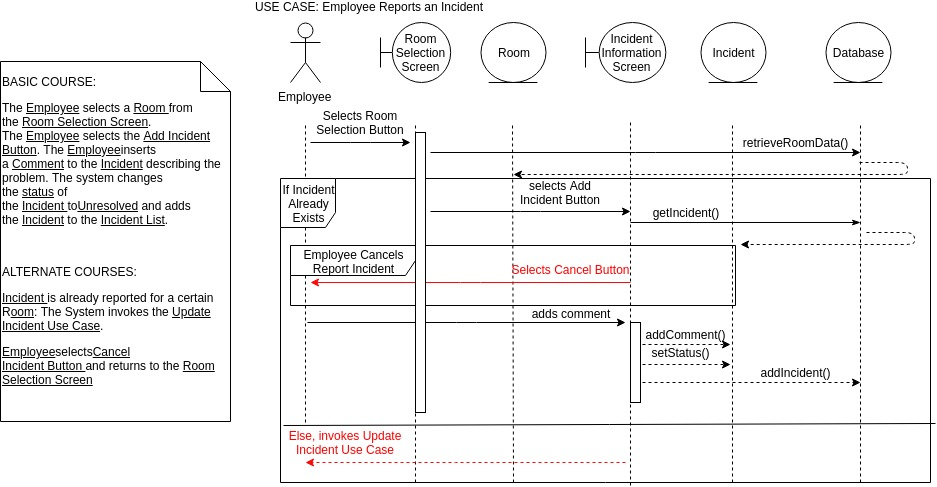 USE CASE: Employee Reports an Incident
Room
Selection
Screen
Room
Incident
Information
Screen
Incident
Database
Employee
BASIC COURSE:
The Employee selects a Room from
the Room Selection Screen.
The Employee selects the Add Incident
Button. The Employeeinserts
a Comment to the Incident describing the
problem. The system changes
the status of
the Incident toUnresolved and adds
the Incident to the Incident List.
ALTERNATE COURSES:
Incident is already reported for a certain
Room: The System invokes the Update
Incident Use Case.
EmployeeselectsCancel
Incident Button and returns to the Room
Selection Screen
Selects Room
Selection Button
retrieveRoomData()
If Incident
Already
Exists
selects Add
Incident Button
getIncident()
Employee Cancels
Report Incident
Selects Cancel Button
adds comment
addComment()
setStatus()
addIncident()
Else, invokes Update
Incident Use Case